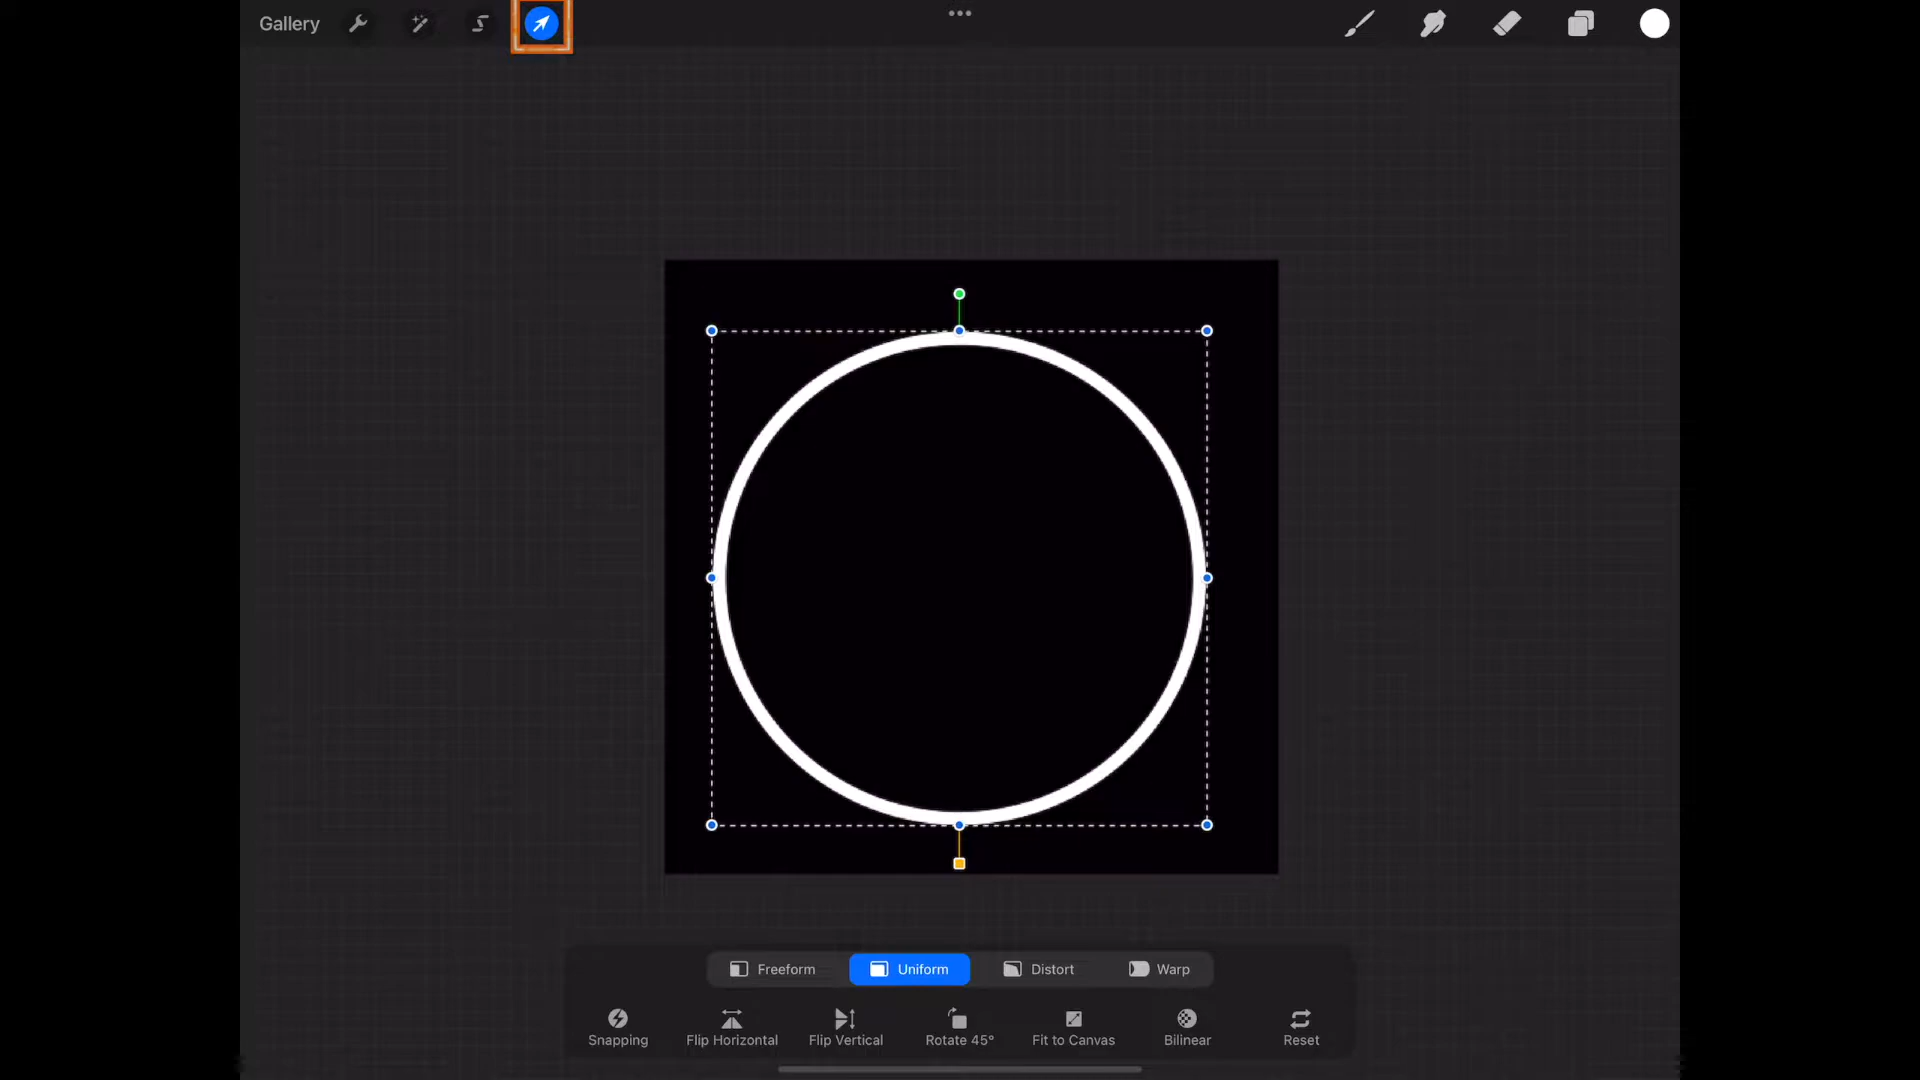 Gallery
Freeform Uniform Distort Warp
Snapping Flip Horizontal Flip Vertical Rotate 45° Fit to Canvas Bilinear Reset